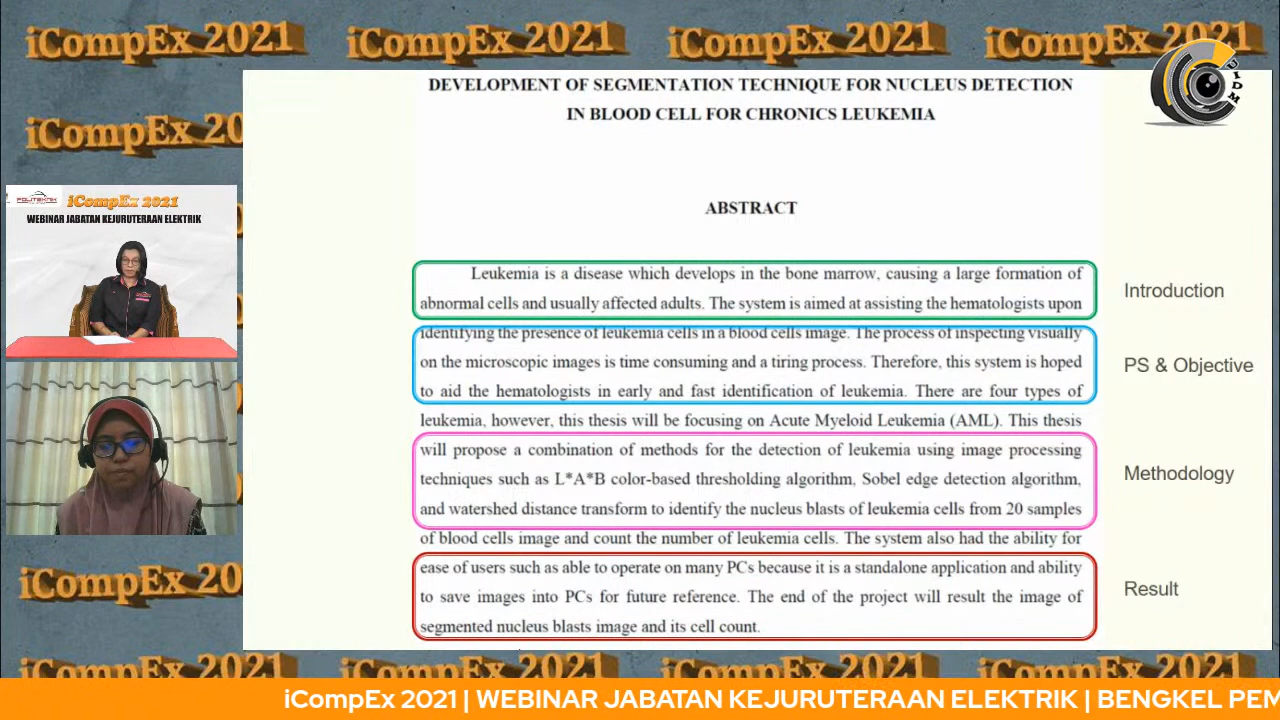 iCompEx 2021 iCompEx 2021 iCompEx 2021 iCompEx 2021
UIDM
DEVELOPMENT OF SEGMENTATION TECHNIQUE FOR NUCLEUS DETECTION
IN BLOOD CELL FOR CHRONICS LEUKEMIA
iCompEx 20
POLITEKNIK
iCompEx 2021
WEBINAR JABATAN KEJURUTERAAN ELEKTRIK
ABSTRACT
Leukemia is a disease which develops in the bone marrow, causing a large formation of
abnormal cells and usually affected adults. The system is aimed at assisting the hematologists upon
Introduction
identifying the presence of leukemia cells in a blood cells image. The process of inspecting visually
on the microscopic images is time consuming and a tiring process. Therefore, this system is hoped
to aid the hematologists in early and fast identification of leukemia. There are four types of
PS & Objective
leukemia, however, this thesis will be focusing on Acute Myeloid Leukemia (AML). This thesis
will propose a combination of methods for the detection of leukemia using image processing
techniques such as L*A*B color-based thresholding algorithm, Sobel edge detection algorithm,
and watershed distance transform to identify the nucleus blasts of leukemia cells from 20 samples
Methodology
of blood cells image and count the number of leukemia cells. The system also had the ability for
ease of users such as able to operate on many PCs because it is a standalone application and ability
to save images into PCs for future reference. The end of the project will result the image of
segmented nucleus blasts image and its cell count.
Result
iCompEx 20
iCompEx 2021 iCompEx 2021 iCompEx 2021 iCompEx 2021
iCompEx 2021 | WEBINAR JABATAN KEJURUTERAAN ELEKTRIK | BENGKEL PEM